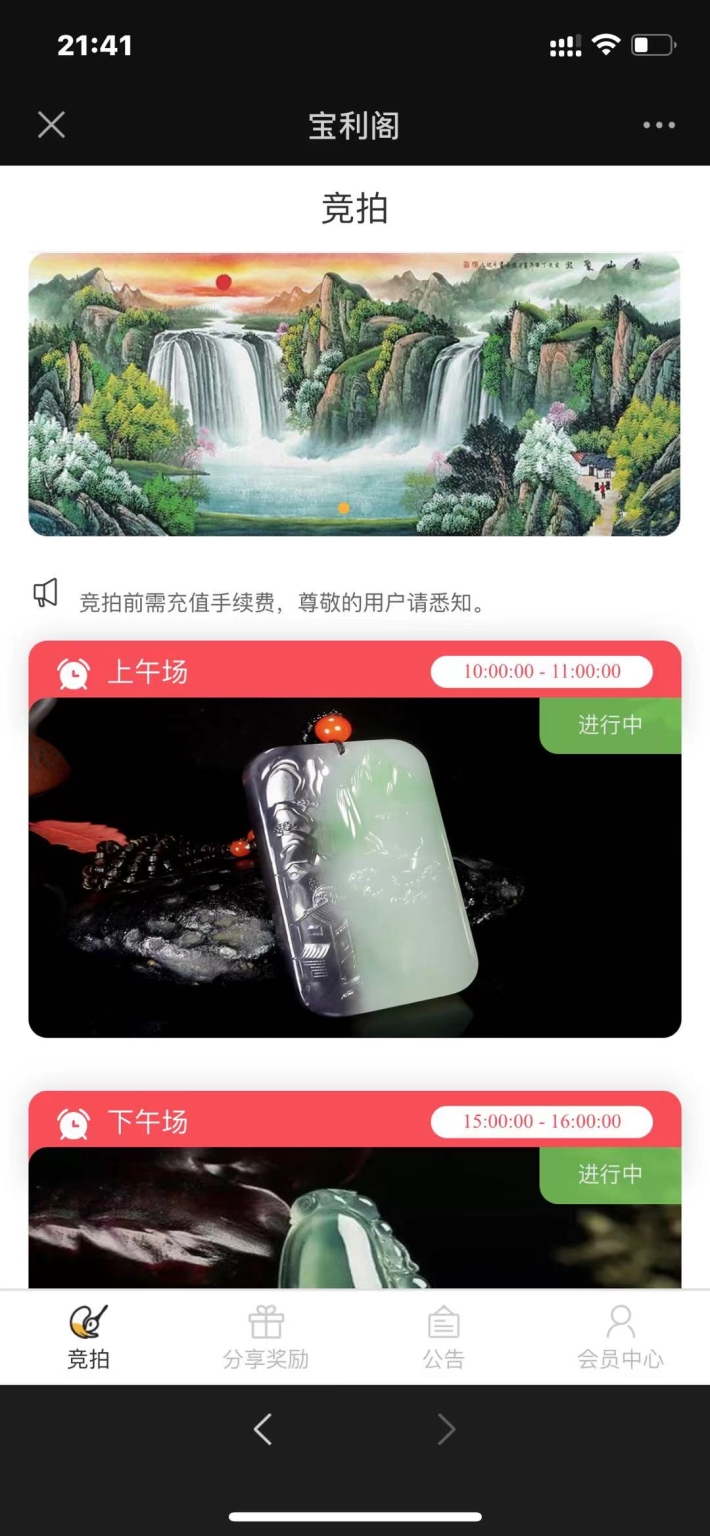 21:41
宝利阁
竞拍
竞拍前需充值手续费，尊敬的用户请悉知。
上午场
10:00:00 - 11:00:00
进行中
下午场
15:00:00 - 16:00:00
进行中
竞拍
分享奖励
公告
会员中心